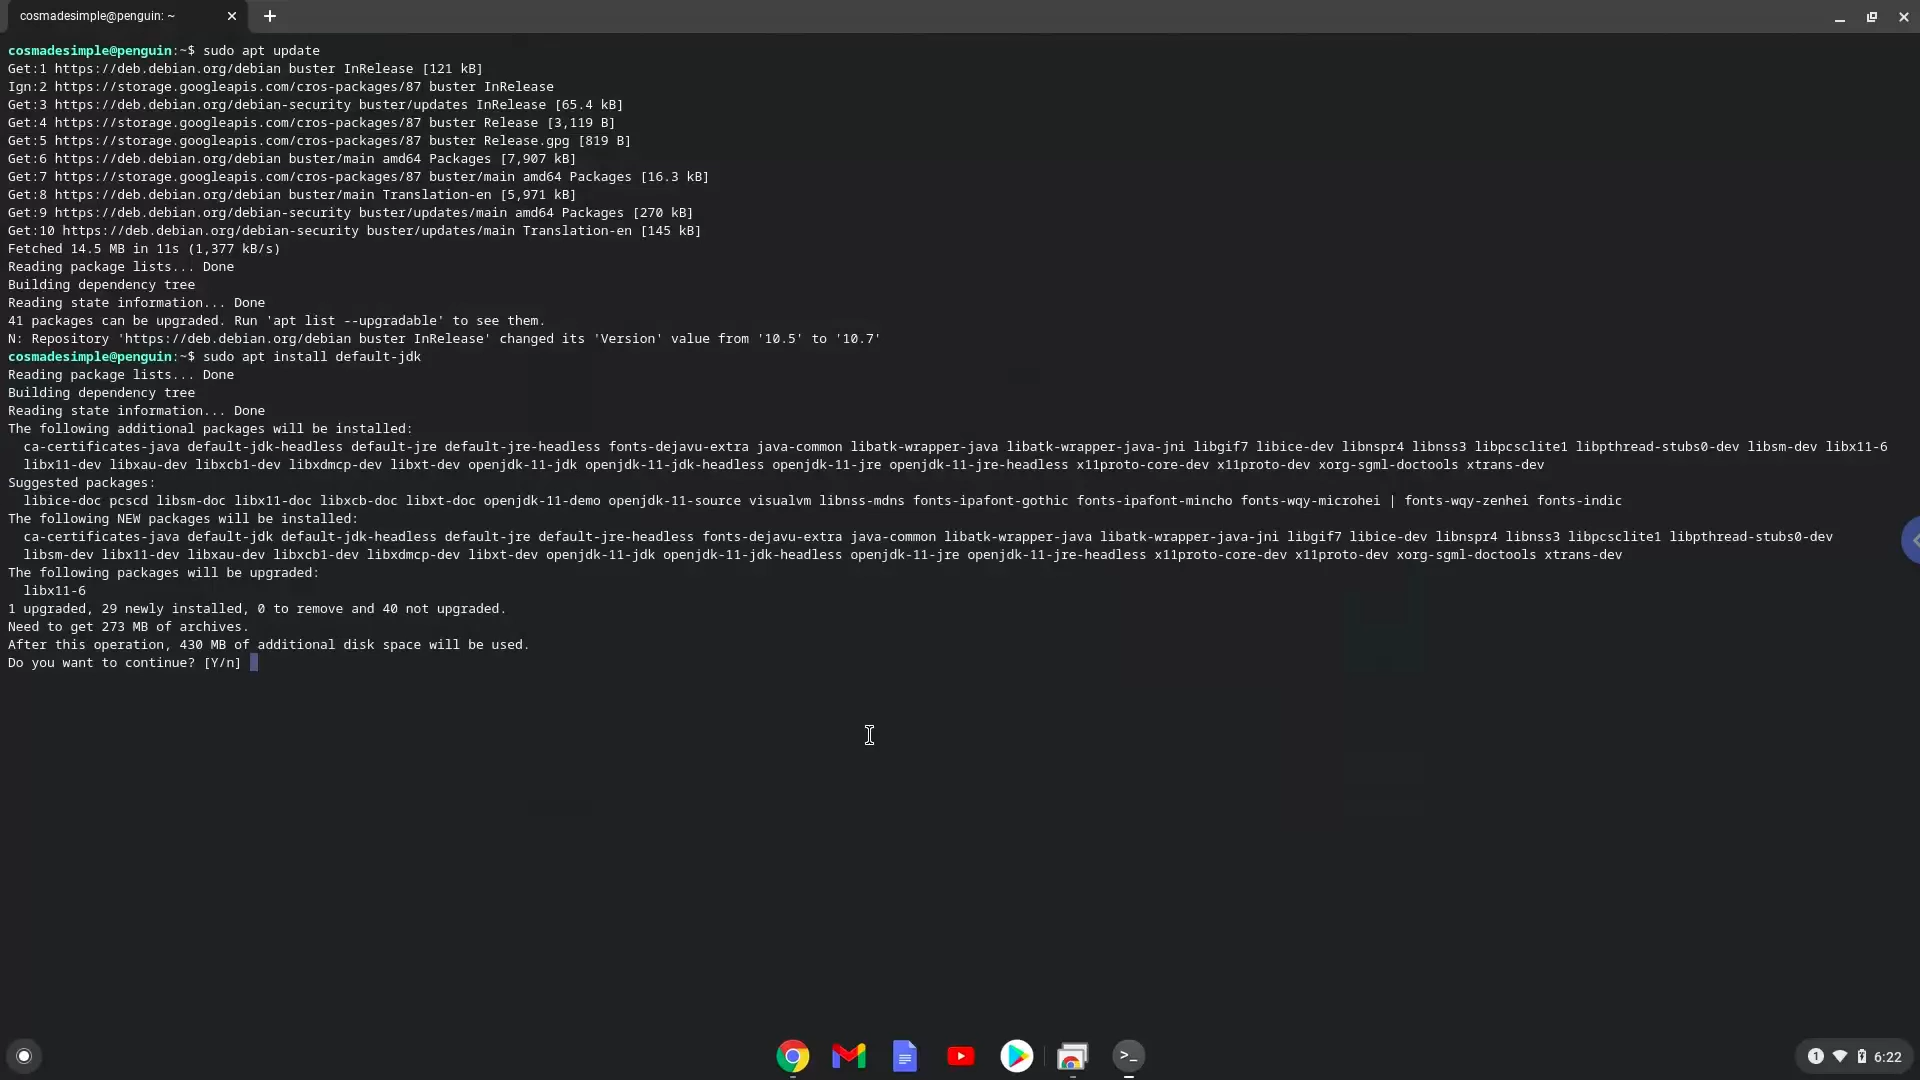 cosmadesimple@penguin: ~
cosmadesimple@penguin:~$ sudo apt update
Get:1 https://deb.debian.org/debian buster InRelease [121 kB]
Ign:2 https://storage.googleapis.com/cros-packages/87 buster InRelease
Get:3 https://deb.debian.org/debian-security buster/updates InRelease [65.4 kB]
Get:4 https://storage.googleapis.com/cros-packages/87 buster Release [3,119 B]
Get:5 https://storage.googleapis.com/cros-packages/87 buster Release.gpg [819 B]
Get:6 https://deb.debian.org/debian buster/main amd64 Packages [7,907 kB]
Get:7 https://storage.googleapis.com/cros-packages/87 buster/main amd64 Packages [16.3 kB]
Get:8 https://deb.debian.org/debian buster/main Translation-en [5,971 kB]
Get:9 https://deb.debian.org/debian-security buster/updates/main amd64 Packages [270 kB]
Get:10 https://deb.debian.org/debian-security buster/updates/main Translation-en [145 kB]
Fetched 14.5 MB in 11s (1,377 kB/s)
Reading package lists... Done
Building dependency tree
Reading state information... Done
41 packages can be upgraded. Run 'apt list --upgradable' to see them.
N: Repository 'https://deb.debian.org/debian buster InRelease' changed its 'Version' value from '10.5' to '10.7'
cosmadesimple@penguin:~$ sudo apt install default-jdk
Reading package lists... Done
Building dependency tree
Reading state information... Done
The following additional packages will be installed:
ca-certificates-java default-jdk-headless default-jre default-jre-headless fonts-dejavu-extra java-common libatk-wrapper-java libatk-wrapper-java-jni libgif7 libice-dev libnspr4 libnss3 libpcsclite1 libpthread-stubs0-dev libsm-dev libx11-6
libx11-dev libxau-dev libxcb1-dev libxdmcp-dev libxt-dev openjdk-11-jdk openjdk-11-jdk-headless openjdk-11-jre openjdk-11-jre-headless x11proto-core-dev x11proto-dev xorg-sgml-doctools xtrans-dev
Suggested packages:
libice-doc pcscd libsm-doc libx11-doc libxcb-doc libxt-doc openjdk-11-demo openjdk-11-source visualvm libnss-mdns fonts-ipafont-gothic fonts-ipafont-mincho fonts-wqy-microhei | fonts-wqy-zenhei fonts-indic
The following NEW packages will be installed:
ca-certificates-java default-jdk default-jdk-headless default-jre default-jre-headless fonts-dejavu-extra java-common libatk-wrapper-java libatk-wrapper-java-jni libgif7 libice-dev libnspr4 libnss3 libpcsclite1 libpthread-stubs0-dev
libsm-dev libx11-dev libxau-dev libxcb1-dev libxdmcp-dev libxt-dev openjdk-11-jdk openjdk-11-jdk-headless openjdk-11-jre openjdk-11-jre-headless x11proto-core-dev x11proto-dev xorg-sgml-doctools xtrans-dev
The following packages will be upgraded:
libx11-6
1 upgraded, 29 newly installed, 0 to remove and 40 not upgraded.
Need to get 273 MB of archives.
After this operation, 430 MB of additional disk space will be used.
Do you want to continue? [Y/n]
>_
1
6:22